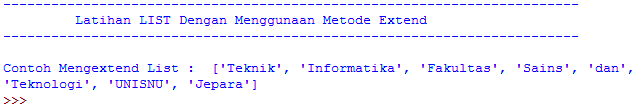 ------------------------------------------------------------------------
Latihan LIST Dengan Menggunaan Metode Extend
------------------------------------------------------------------------
Contoh Mengextend List :  ['Teknik', 'Informatika', 'Fakultas', 'Sains', 'dan',
'Teknologi', 'UNISNU', 'Jepara']
>>>